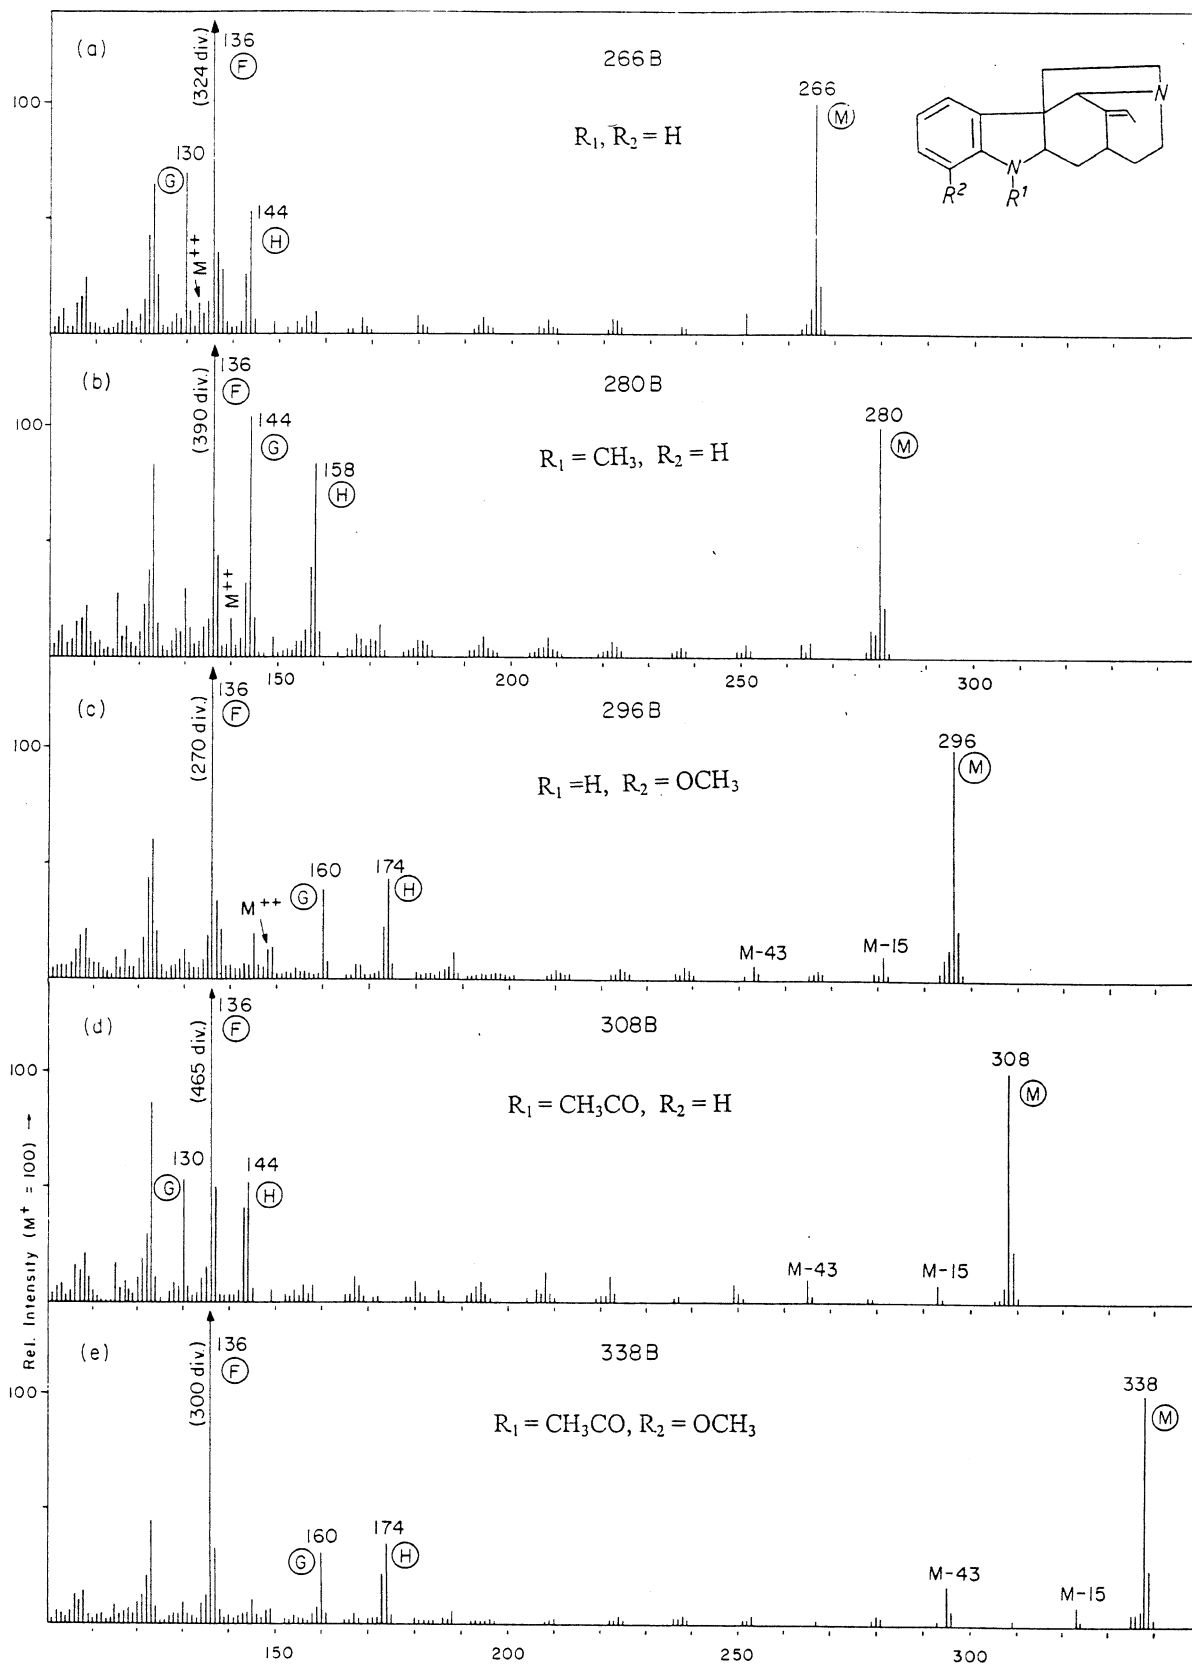 (a)
(324 div.)
136
F
266B
266
M
100
R₁, R₂ = H
N
N
R²
R¹
130
G
M⁺⁺
144
H
(b)
(390 div.)
136
F
280B
280
M
100
144
G
R₁ = CH₃, R₂ = H
158
H
M⁺⁺
150
200
250
300
(c)
(270 div.)
136
F
296B
296
M
100
R₁ =H, R₂ = OCH₃
160
G
174
H
M⁺⁺
M-43
M-15
(d)
(465 div.)
136
F
308B
308
M
100
R₁ = CH₃CO, R₂ = H
130
G
144
H
M-43
M-15
Rel. Intensity (M⁺ = 100) →
(e)
(300 div.)
136
F
338B
338
M
100
R₁ = CH₃CO, R₂ = OCH₃
160
G
174
H
M-43
M-15
150
200
250
300